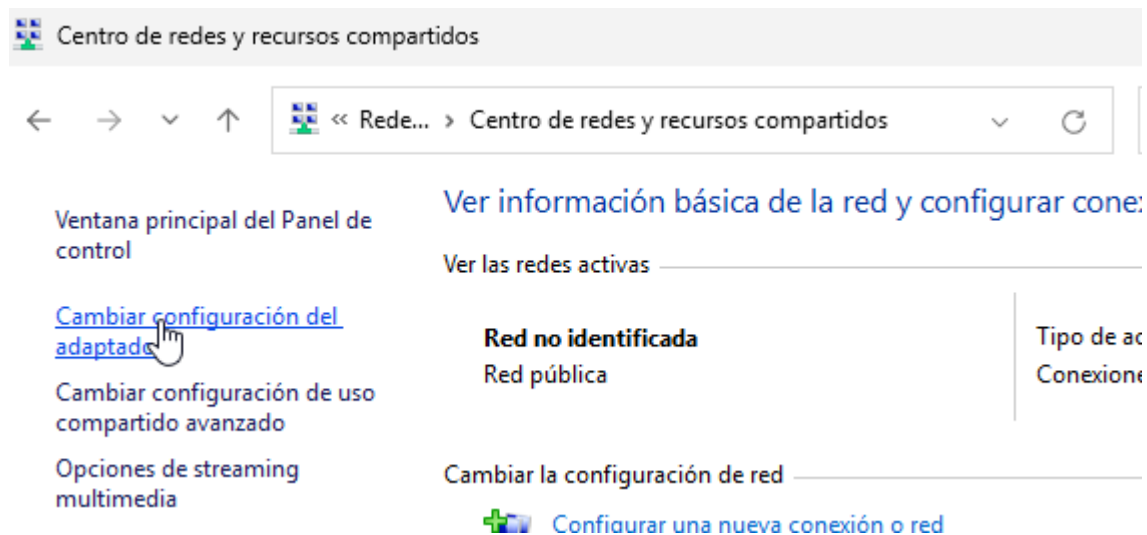 Centro de redes y recursos compartidos
« Rede... > Centro de redes y recursos compartidos
Ventana principal del Panel de
control
Cambiar configuración del
Cambiar configuración de uso
compartido avanzado
Opciones de streaming
multimedia
Ver información básica de la red y configurar
Ver las redes activas
Red no identificada
Red pública
Tipo de
Cambiar la configuración de red
Configurar una nueva conexión o red